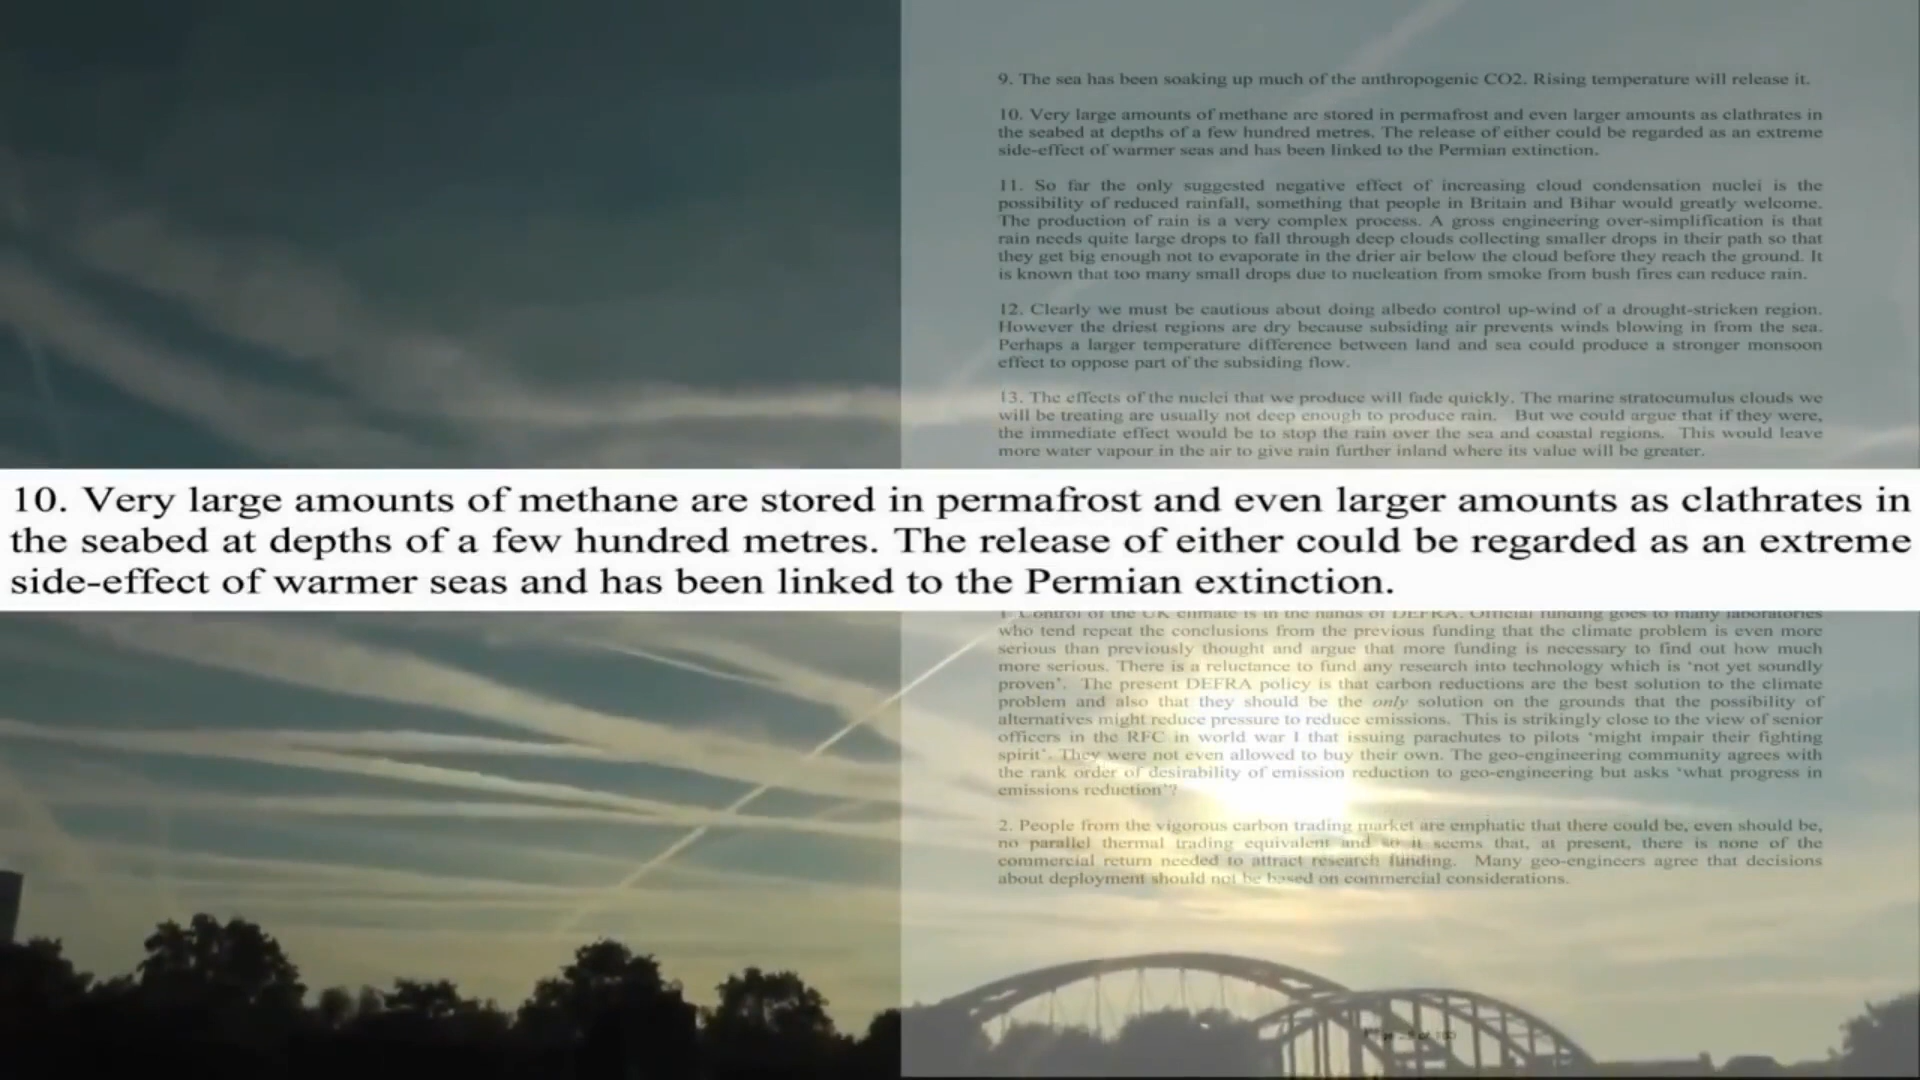 9. The sea has been soaking up much of the anthropogenic CO2. Rising temperature will release it.
10. Very large amounts of methane are stored in permafrost and even larger amounts as clathrates in
the seabed at depths of a few hundred metres. The release of either could be regarded as an extreme
side-effect of warmer seas and has been linked to the Permian extinction.
11. So far the only suggested negative effect of increasing cloud condensation nuclei is the
possibility of reduced rainfall, something that people in Britain and Bihar would greatly welcome.
The production of rain is a very complex process. A gross engineering over-simplification is that
rain needs quite large drops to fall through deep clouds collecting smaller drops in their path so that
they get big enough not to evaporate in the drier air below the cloud before they reach the ground. It
is known that too many small drops due to nucleation from smoke from bush fires can reduce rain.
12. Clearly we must be cautious about doing albedo control up-wind of a drought-stricken region.
However the driest regions are dry because subsiding air prevents winds blowing in from the sea.
Perhaps a larger temperature difference between land and sea could produce a stronger monsoon
effect to oppose part of the subsiding flow.
13. The effects of the nuclei that we produce will fade quickly. The marine stratocumulus clouds we
will be treating are usually not deep enough to produce rain. But we could argue that if they were,
the immediate effect would be to stop the rain over the sea and coastal regions. This would leave
more water vapour in the air to give rain further inland where its value will be greater.
10. Very large amounts of methane are stored in permafrost and even larger amounts as clathrates in
the seabed at depths of a few hundred metres. The release of either could be regarded as an extreme
side-effect of warmer seas and has been linked to the Permian extinction.
1. Control of the UK climate is in the hands of DEFRA. Official funding goes to many laboratories
who tend repeat the conclusions from the previous funding that the climate problem is even more
serious than previously thought and argue that more funding is necessary to find out how much
more serious. There is a reluctance to fund any research into technology which is 'not yet soundly
proven'. The present DEFRA policy is that carbon reductions are the best solution to the climate
problem and also that they should be the only solution on the grounds that the possibility of
alternatives might reduce pressure to reduce emissions. This is strikingly close to the view of senior
officers in the RFC in world war I that issuing parachutes to pilots 'might impair their fighting
spirit'. They were not even allowed to buy their own. The geo-engineering community agrees with
the rank order of desirability of emission reduction to geo-engineering but asks 'what progress in
emissions reduction'?
2. People from the vigorous carbon trading market are emphatic that there could be, even should be,
no parallel thermal trading equivalent and so it seems that, at present, there is none of the
commercial return needed to attract research funding. Many geo-engineers agree that decisions
about deployment should not be based on commercial considerations.